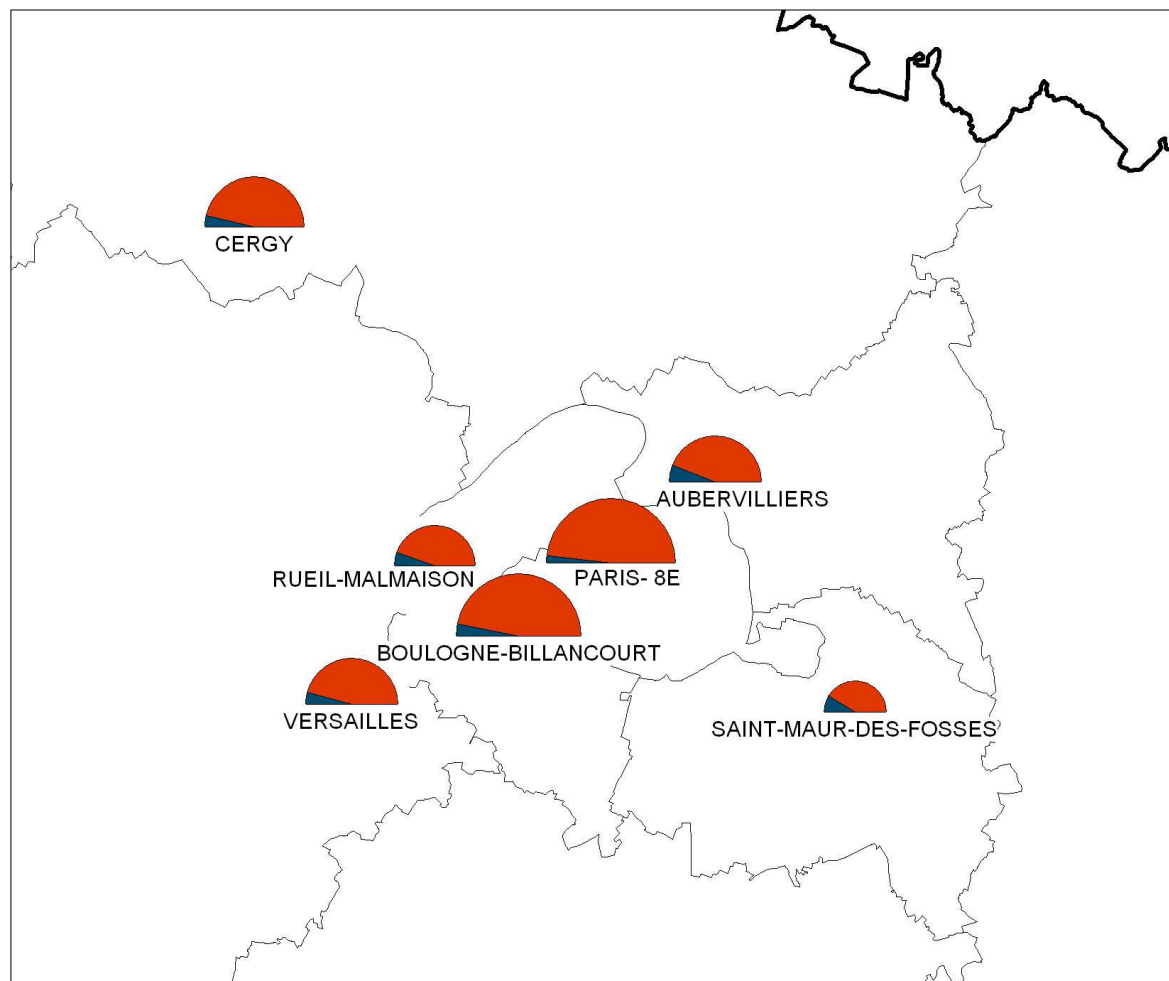 CERGY
AUBERVILLIERS
RUEIL-MALMAISON
PARIS- 8E
BOULOGNE-BILLANCOURT
VERSAILLES
SAINT-MAUR-DES-FOSSES